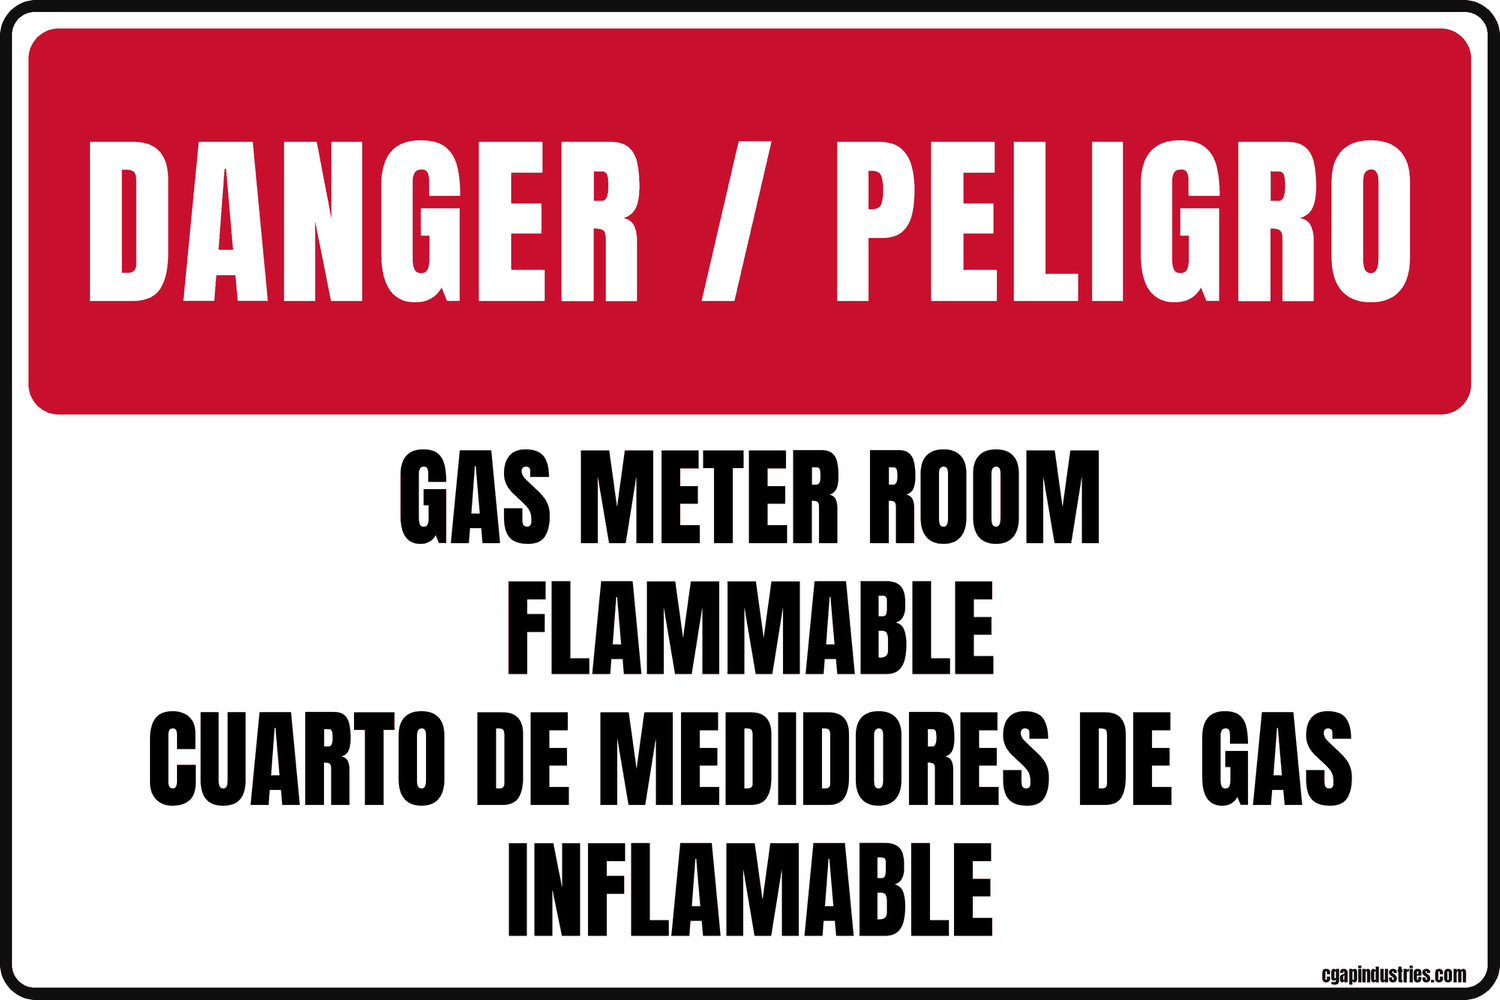 DANGER / PELIGRO
GAS METER ROOM
FLAMMABLE
CUARTO DE MEDIDORES DE GAS
INFLAMABLE
cgapindustries.com